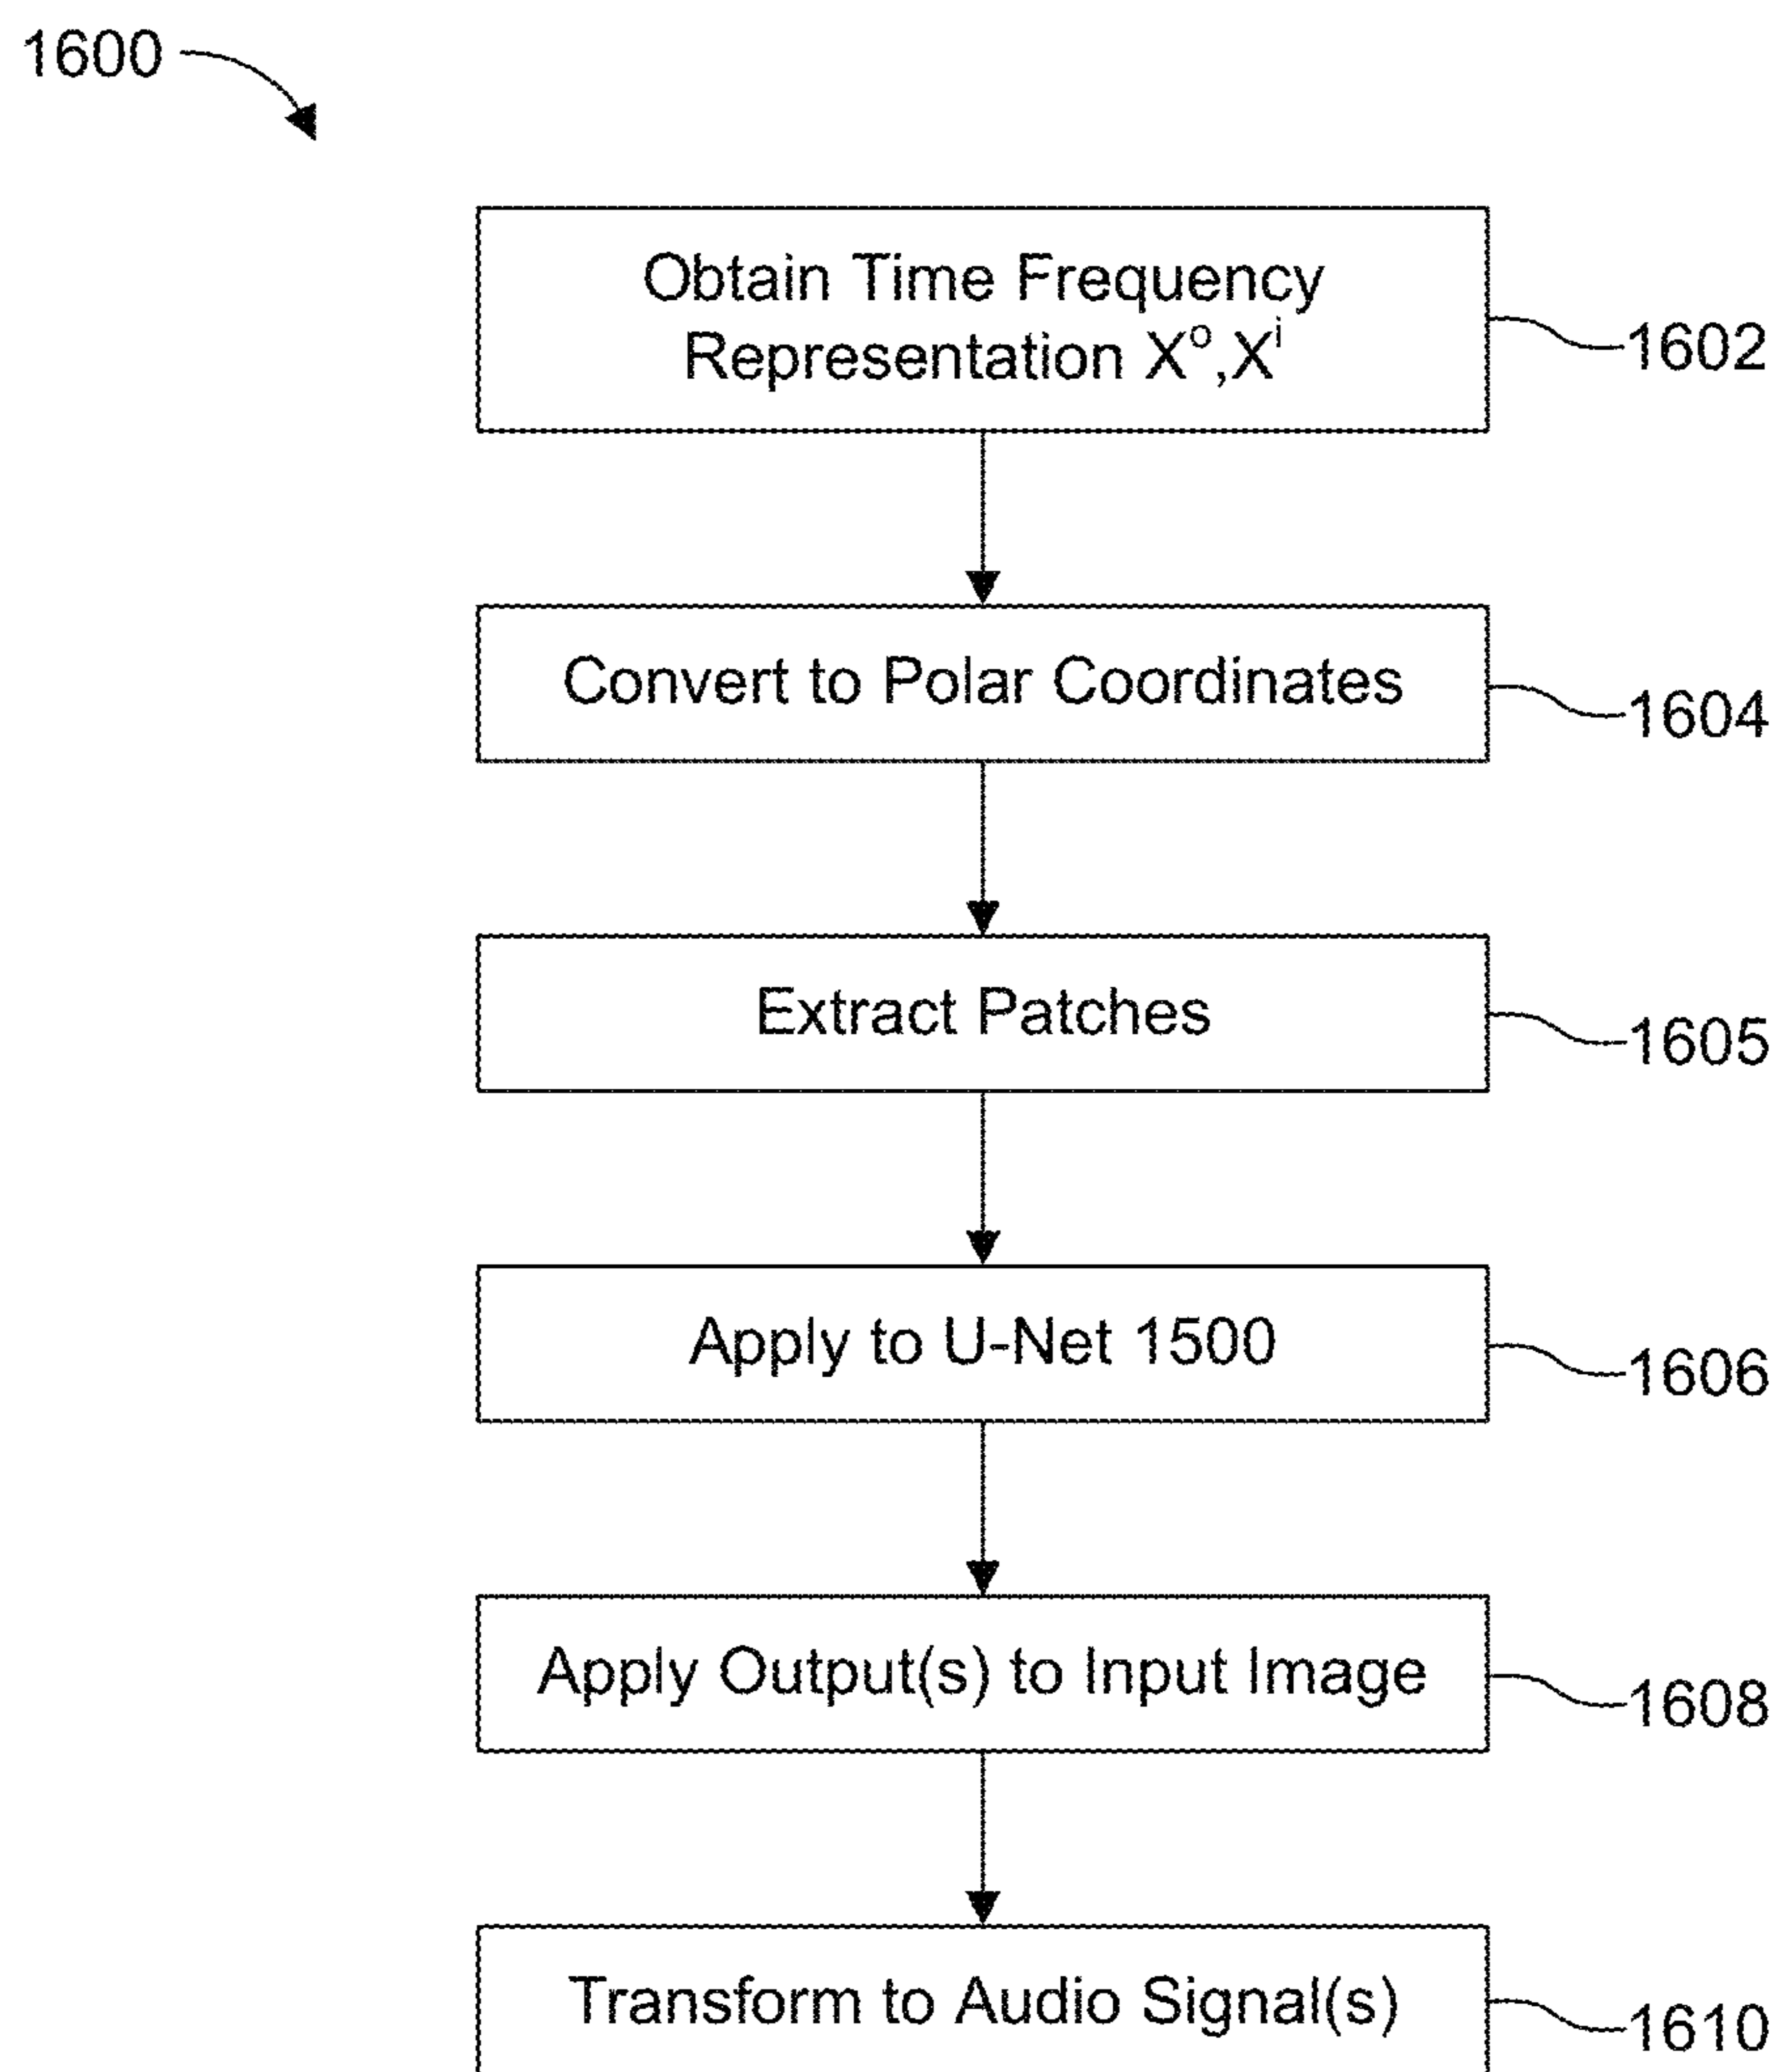 1600
Obtain Time Frequency
Representation X^o,X^i
1602
Convert to Polar Coordinates
1604
Extract Patches
1605
Apply to U-Net 1500
1606
Apply Output(s) to Input Image
1608
Transform to Audio Signal(s)
1610